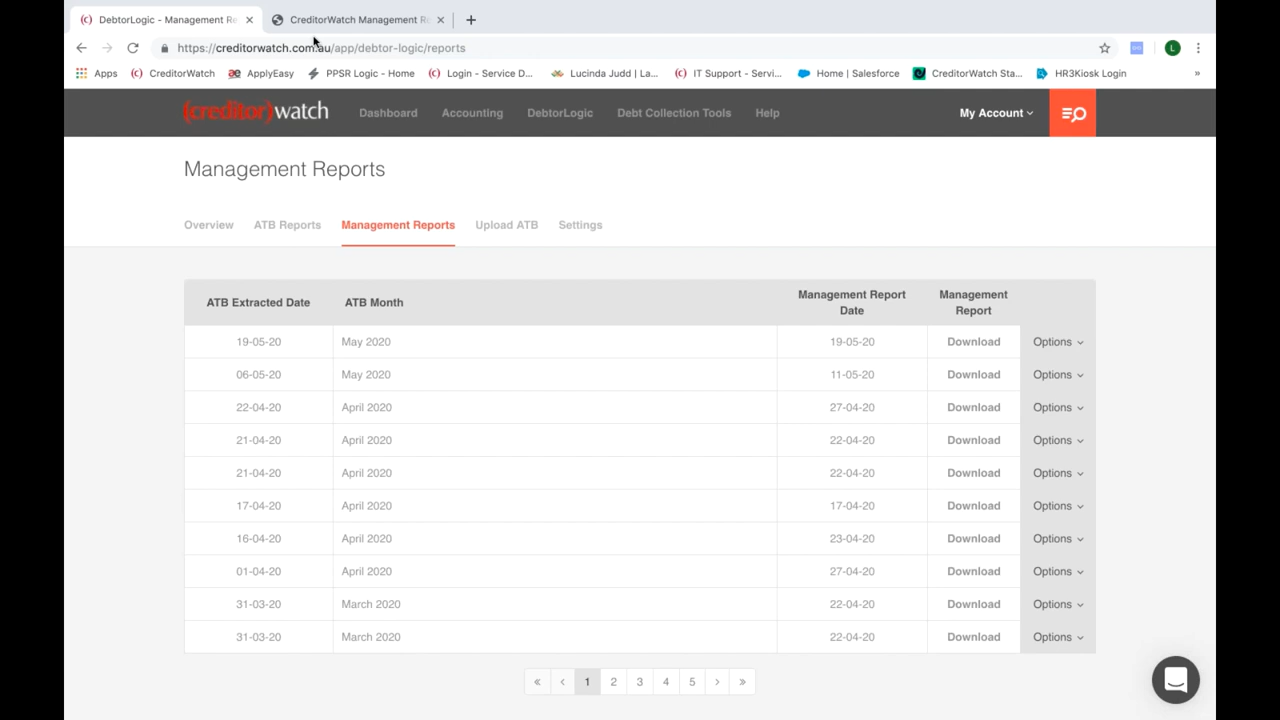 (c) DebtorLogic - Management Re
CreditorWatch Management Re
https://creditorwatch.com.au/app/debtor-logic/reports
L
Apps
(c) CreditorWatch
æ ApplyEasy
PPSR Logic - Home
(c) Login - Service D...
Lucinda Judd | La...
(c) IT Support - Servi...
Home | Salesforce
CreditorWatch Sta...
HR3Kiosk Login
»
(creditor)watch
Dashboard
Accounting
DebtorLogic
Debt Collection Tools
Help
My Account
Management Reports
Overview
ATB Reports
Management Reports
Upload ATB
Settings
ATB Extracted Date ATB Month Management Report Date Management Report
19-05-20 May 2020 19-05-20 Download Options
06-05-20 May 2020 11-05-20 Download Options
22-04-20 April 2020 27-04-20 Download Options
21-04-20 April 2020 22-04-20 Download Options
21-04-20 April 2020 22-04-20 Download Options
17-04-20 April 2020 17-04-20 Download Options
16-04-20 April 2020 23-04-20 Download Options
01-04-20 April 2020 27-04-20 Download Options
31-03-20 March 2020 22-04-20 Download Options
31-03-20 March 2020 22-04-20 Download Options
« ‹ 1 2 3 4 5 › »